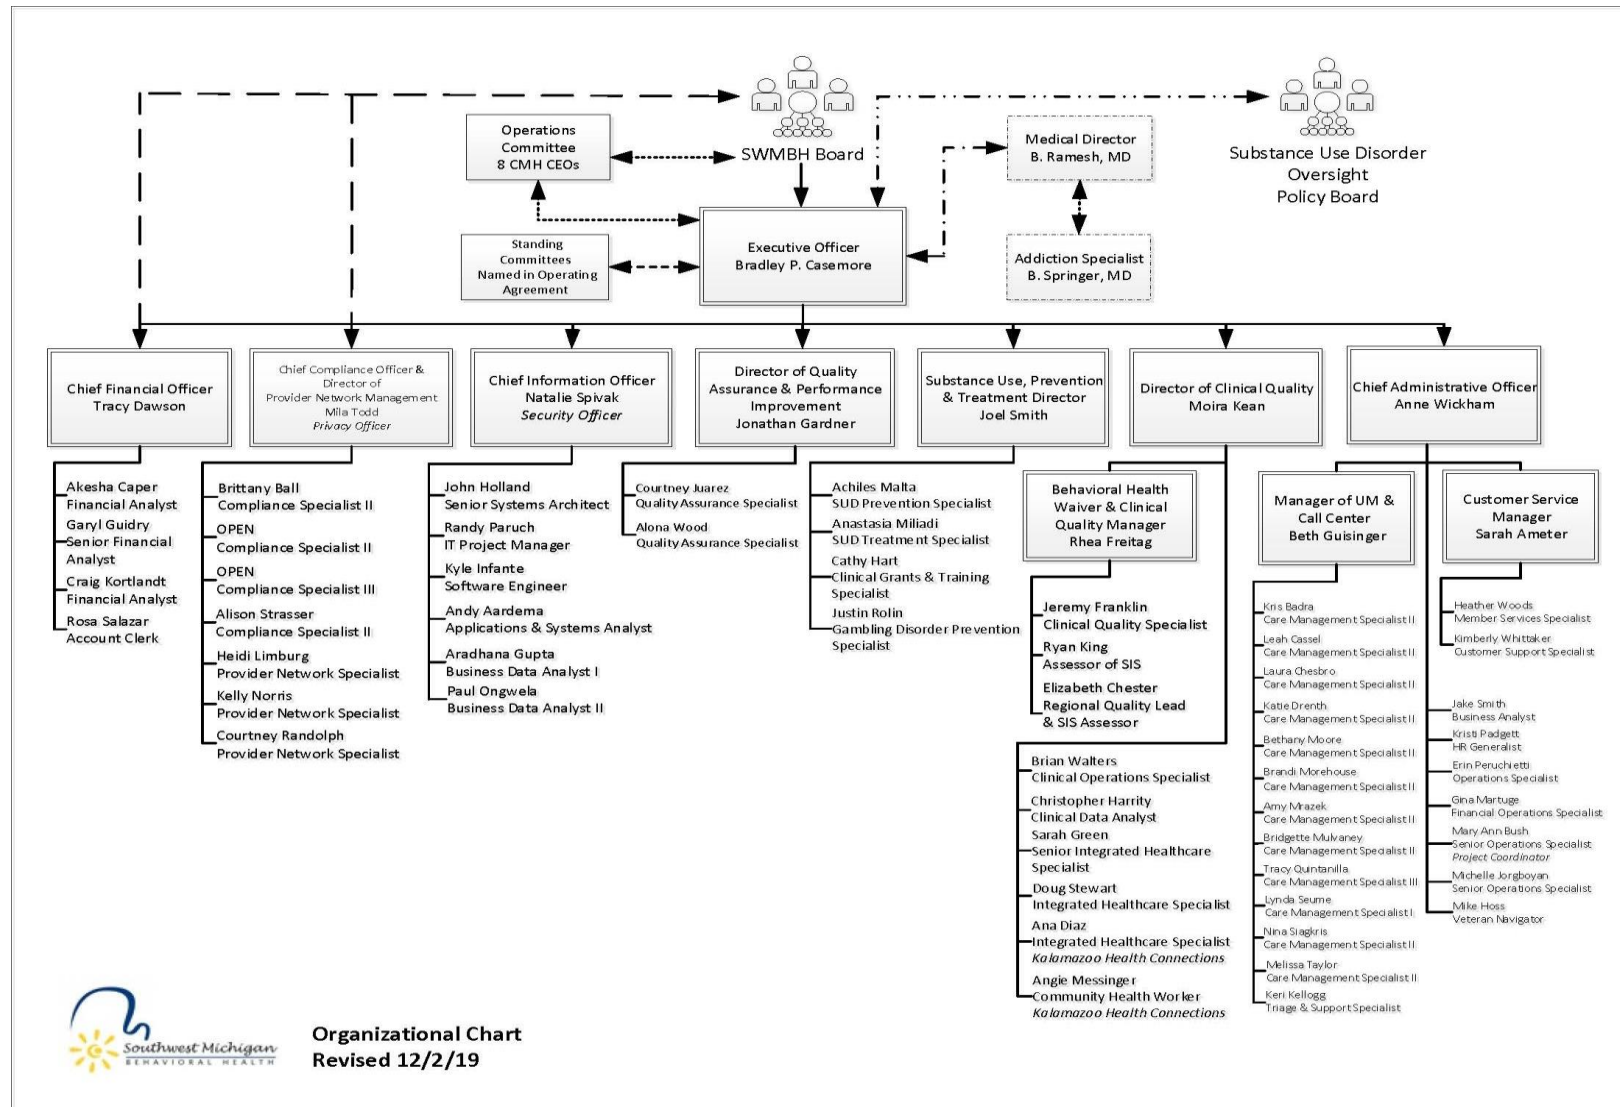 SWMBH Board
Substance Use Disorder
Oversight
Policy Board
Operations
Committee
8 CMH CEOs
Medical Director
B. Ramesh, MD
Executive Officer
Bradley P. Casemore
Standing
Committees
Named in Operating
Agreement
Addiction Specialist
B. Springer, MD
Chief Financial Officer
Tracy Dawson
Akesha Caper
Financial Analyst
Garyl Guidry
Senior Financial
Analyst
Craig Kortlandt
Financial Analyst
Rosa Salazar
Account Clerk
Chief Compliance Officer &
Director of
Provider Network Management
Mila Todd
Privacy Officer
Brittany Ball
Compliance Specialist II
OPEN
Compliance Specialist II
OPEN
Compliance Specialist III
Alison Strasser
Compliance Specialist II
Heidi Limburg
Provider Network Specialist
Kelly Norris
Provider Network Specialist
Courtney Randolph
Provider Network Specialist
Chief Information Officer
Natalie Spivak
Security Officer
John Holland
Senior Systems Architect
Randy Paruch
IT Project Manager
Kyle Infante
Software Engineer
Andy Aardema
Applications & Systems Analyst
Aradhana Gupta
Business Data Analyst I
Paul Ongwela
Business Data Analyst II
Director of Quality
Assurance & Performance
Improvement
Jonathan Gardner
Courtney Juarez
Quality Assurance Specialist
Alona Wood
Quality Assurance Specialist
Substance Use, Prevention
& Treatment Director
Joel Smith
Achiles Malta
SUD Prevention Specialist
Anastasia Miliadi
SUD Treatment Specialist
Cathy Hart
Clinical Grants & Training
Specialist
Justin Rolin
Gambling Disorder Prevention
Specialist
Director of Clinical Quality
Moira Kean
Behavioral Health
Waiver & Clinical
Quality Manager
Rhea Freitag
Jeremy Franklin
Clinical Quality Specialist
Ryan King
Assessor of SIS
Elizabeth Chester
Regional Quality Lead
& SIS Assessor
Brian Walters
Clinical Operations Specialist
Christopher Harrity
Clinical Data Analyst
Sarah Green
Senior Integrated Healthcare
Specialist
Doug Stewart
Integrated Healthcare Specialist
Ana Diaz
Integrated Healthcare Specialist
Kalamazoo Health Connections
Angie Messinger
Community Health Worker
Kalamazoo Health Connections
Chief Administrative Officer
Anne Wickham
Manager of UM &
Call Center
Beth Guisinger
Kris Badra
Care Management Specialist II
Leah Cassel
Care Management Specialist II
Laura Chesbro
Care Management Specialist II
Katie Drenth
Care Management Specialist II
Bethany Moore
Care Management Specialist II
Brandi Morehouse
Care Management Specialist II
Amy Mrazek
Care Management Specialist II
Bridgette Mulvaney
Care Management Specialist II
Tracy Quintanilla
Care Management Specialist III
Lynda Seume
Care Management Specialist I
Nina Siagkris
Care Management Specialist II
Melissa Taylor
Care Management Specialist II
Keri Kellogg
Triage & Support Specialist
Customer Service
Manager
Sarah Ameter
Heather Woods
Member Services Specialist
Kimberly Whittaker
Customer Support Specialist
Jake Smith
Business Analyst
Kristi Padgett
HR Generalist
Erin Peruchietti
Operations Specialist
Gina Martuge
Financial Operations Specialist
Mary Ann Bush
Senior Operations Specialist
Project Coordinator
Michelle Jorgboyan
Senior Operations Specialist
Mike Hoss
Veteran Navigator
Southwest Michigan
BEHAVIORAL HEALTH
Organizational Chart
Revised 12/2/19